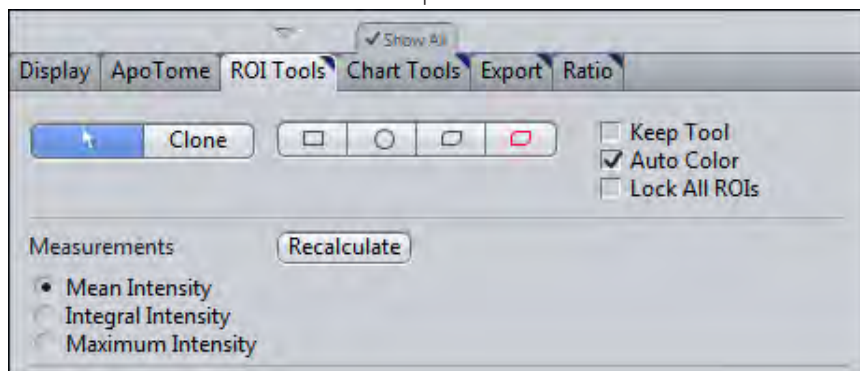 Show All
Display ApoTome ROI Tools Chart Tools Export Ratio
Clone
Keep Tool
Auto Color
Lock All ROIs
Measurements Recalculate
Mean Intensity
Integral Intensity
Maximum Intensity